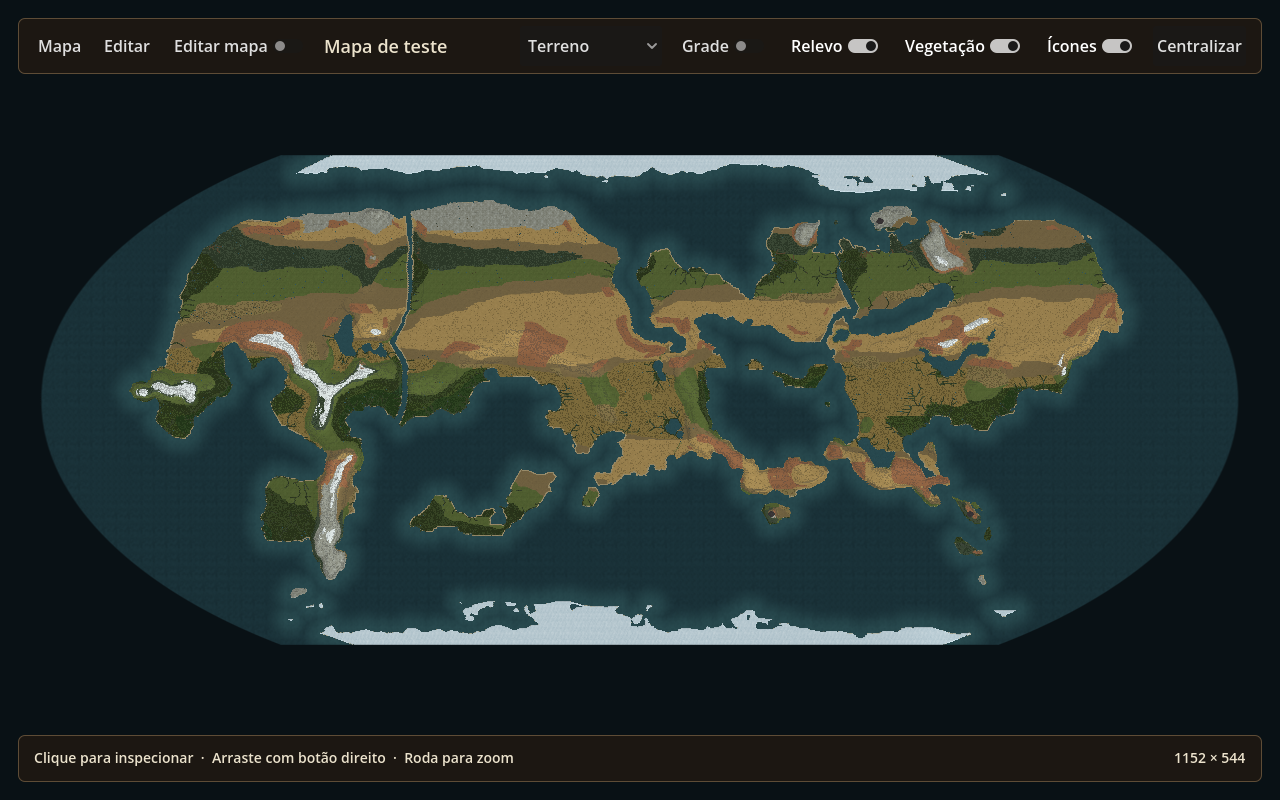 Mapa Editar Editar mapa Mapa de teste Terreno Grade Relevo Vegetação Ícones Centralizar
Clique para inspecionar · Arraste com botão direito · Roda para zoom 1152 × 544